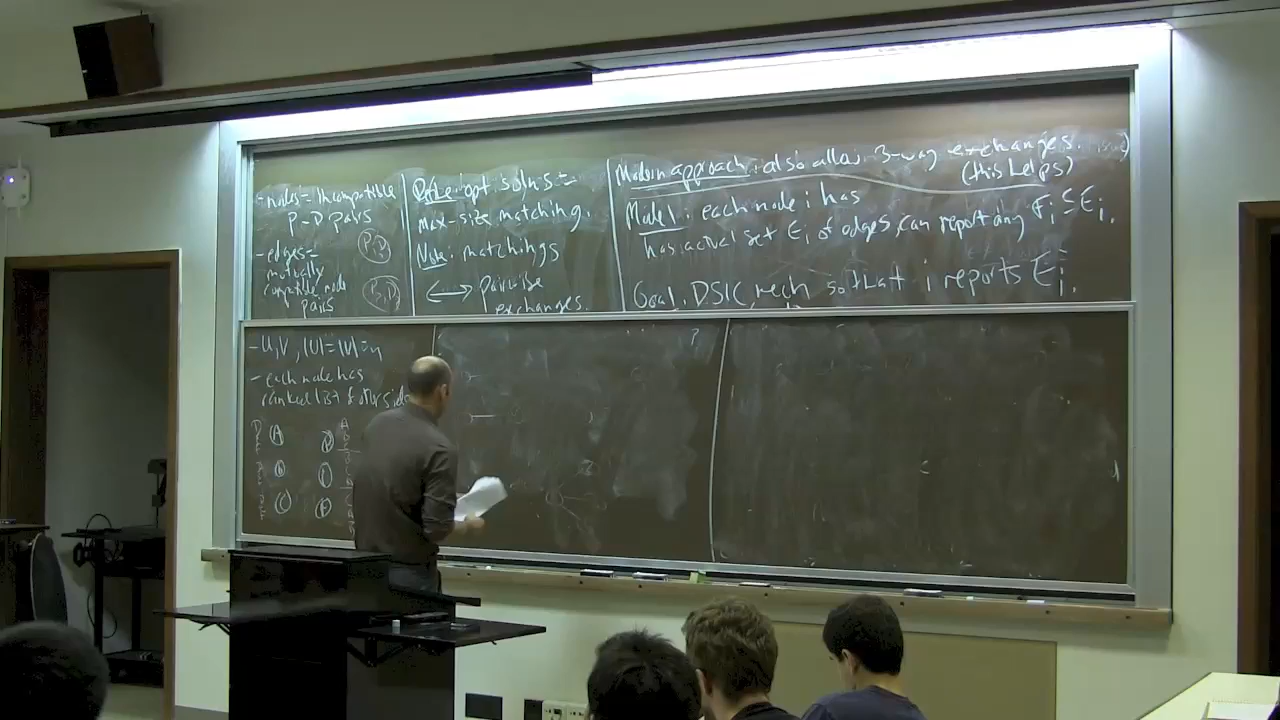 - nodes = incompatible
P-D pairs
- edges =
mutually
compatible node
pairs
opt. solns =
max-size matching.
Note: matchings
↔ pairwise
exchanges.
Modern approach: also allow 3-way exchanges.
(this helps)
Model: each node i has
has actual set Ei of edges, can report any Fi ⊆ Ei.
Goal: DSIC mech so that i reports Ei.
- U,V, |U|=|V|=n
- each node has
ranked list of other side
A
C